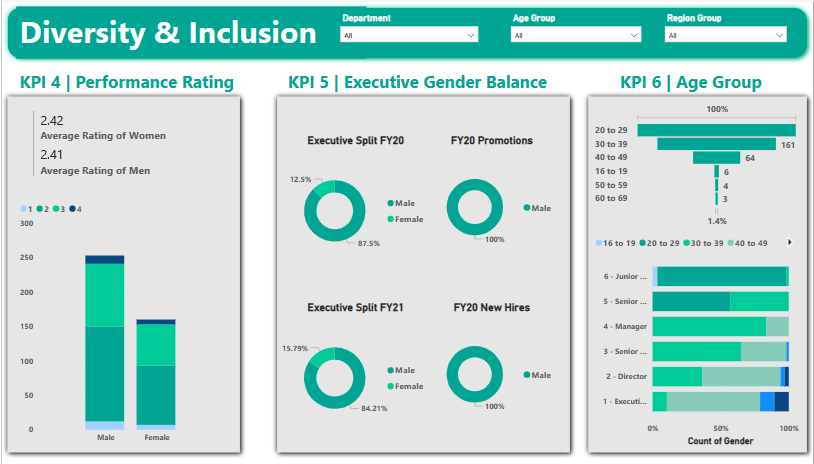 Diversity & Inclusion
Department
All
Age Group
All
Region Group
All
KPI 4 | Performance Rating
2.42
Average Rating of Women
2.41
Average Rating of Men
1 2 3 4
300
250
200
150
100
50
0
Male Female
KPI 5 | Executive Gender Balance
Executive Split FY20
12.5%
87.5%
Male
Female
FY20 Promotions
100%
Male
Executive Split FY21
15.79%
84.21%
Male
Female
FY20 New Hires
100%
Male
KPI 6 | Age Group
100%
20 to 29
30 to 39 161
40 to 49 64
16 to 19 6
50 to 59 4
60 to 69 3
1.4%
16 to 19 20 to 29 30 to 39 40 to 49
6 - Junior ...
5 - Senior ...
4 - Manager
3 - Senior ...
2 - Director
1 - Executi...
0% 50% 100%
Count of Gender